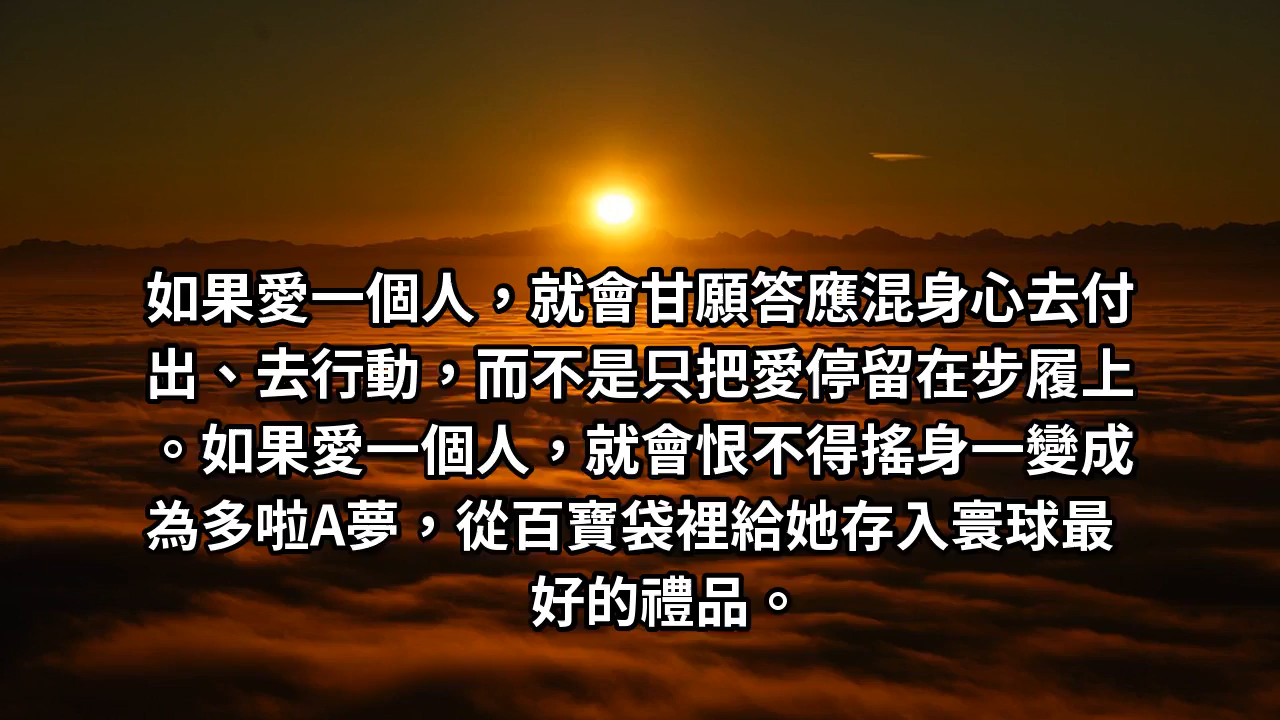 如果愛一個人，就會甘願答應混身心去付
出、去行動，而不是只把愛停留在步履上
。如果愛一個人，就會恨不得搖身一變成
為多啦A夢，從百寶袋裡給她存入寰球最
好的禮品。